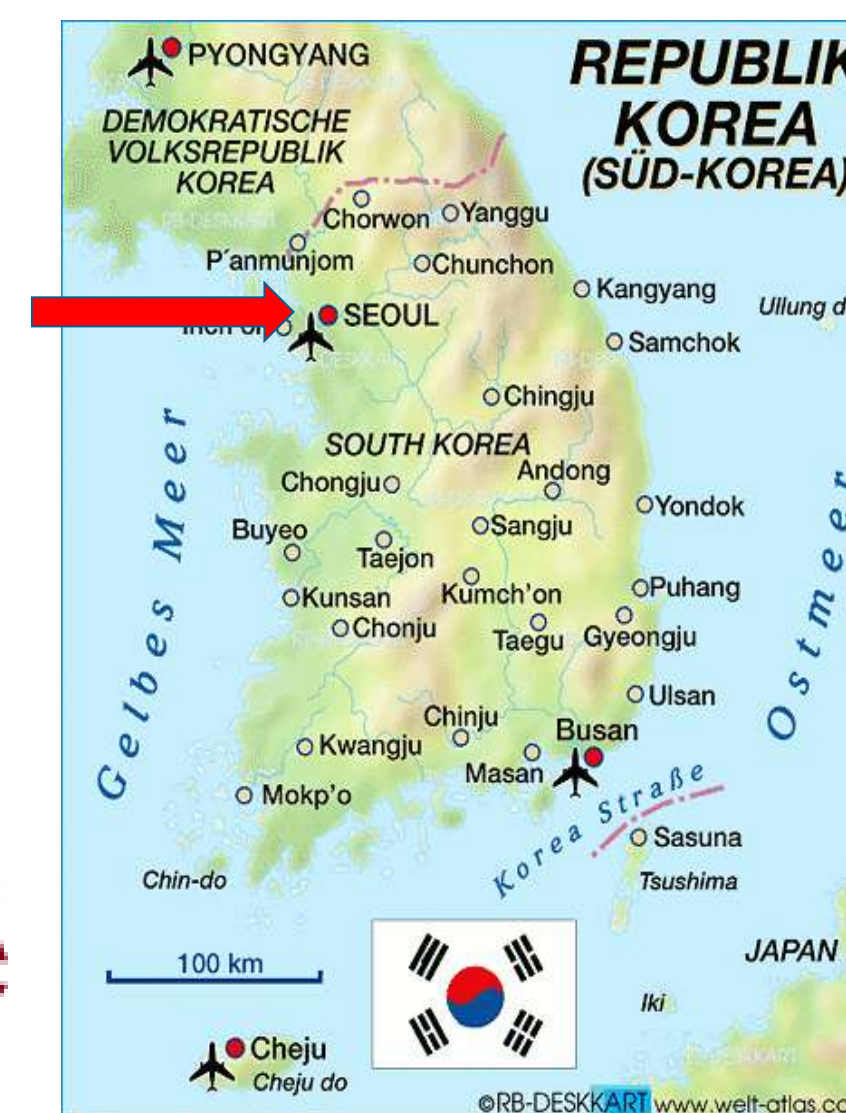 PYONGYANG
REPUBLIK
KOREA
(SÜD-KOREA)
DEMOKRATISCHE
VOLKSREPUBLIK
KOREA
Chorwon
Yanggu
P´anmunjom
Chunchon
Kangyang
Ullung d
SEOUL
Samchok
Chingju
SOUTH KOREA
Andong
Chongju
Yondok
Buyeo
Sangju
Taejon
Kumch'on
Puhang
Kunsan
Chonju
Taegu
Gyeongju
Gelbes Meer
Ostmeer
Ulsan
Chinju
Busan
Kwangju
Masan
Mokp'o
Korea Straße
Sasuna
Chin-do
Tsushima
JAPAN
100 km
Iki
Cheju
Cheju do
©RB-DESKKART www.welt-atlas.co